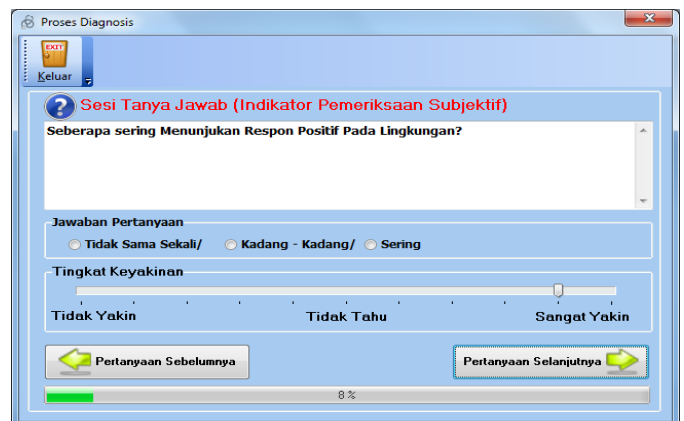 Proses Diagnosis
EXIT
Keluar
Sesi Tanya Jawab (Indikator Pemeriksaan Subjektif)
Seberapa sering Menunjukan Respon Positif Pada Lingkungan?
Jawaban Pertanyaan
Tidak Sama Sekali/ Kadang - Kadang/ Sering
Tingkat Keyakinan
Tidak Yakin Tidak Tahu Sangat Yakin
Pertanyaan Sebelumnya Pertanyaan Selanjutnya
8 %